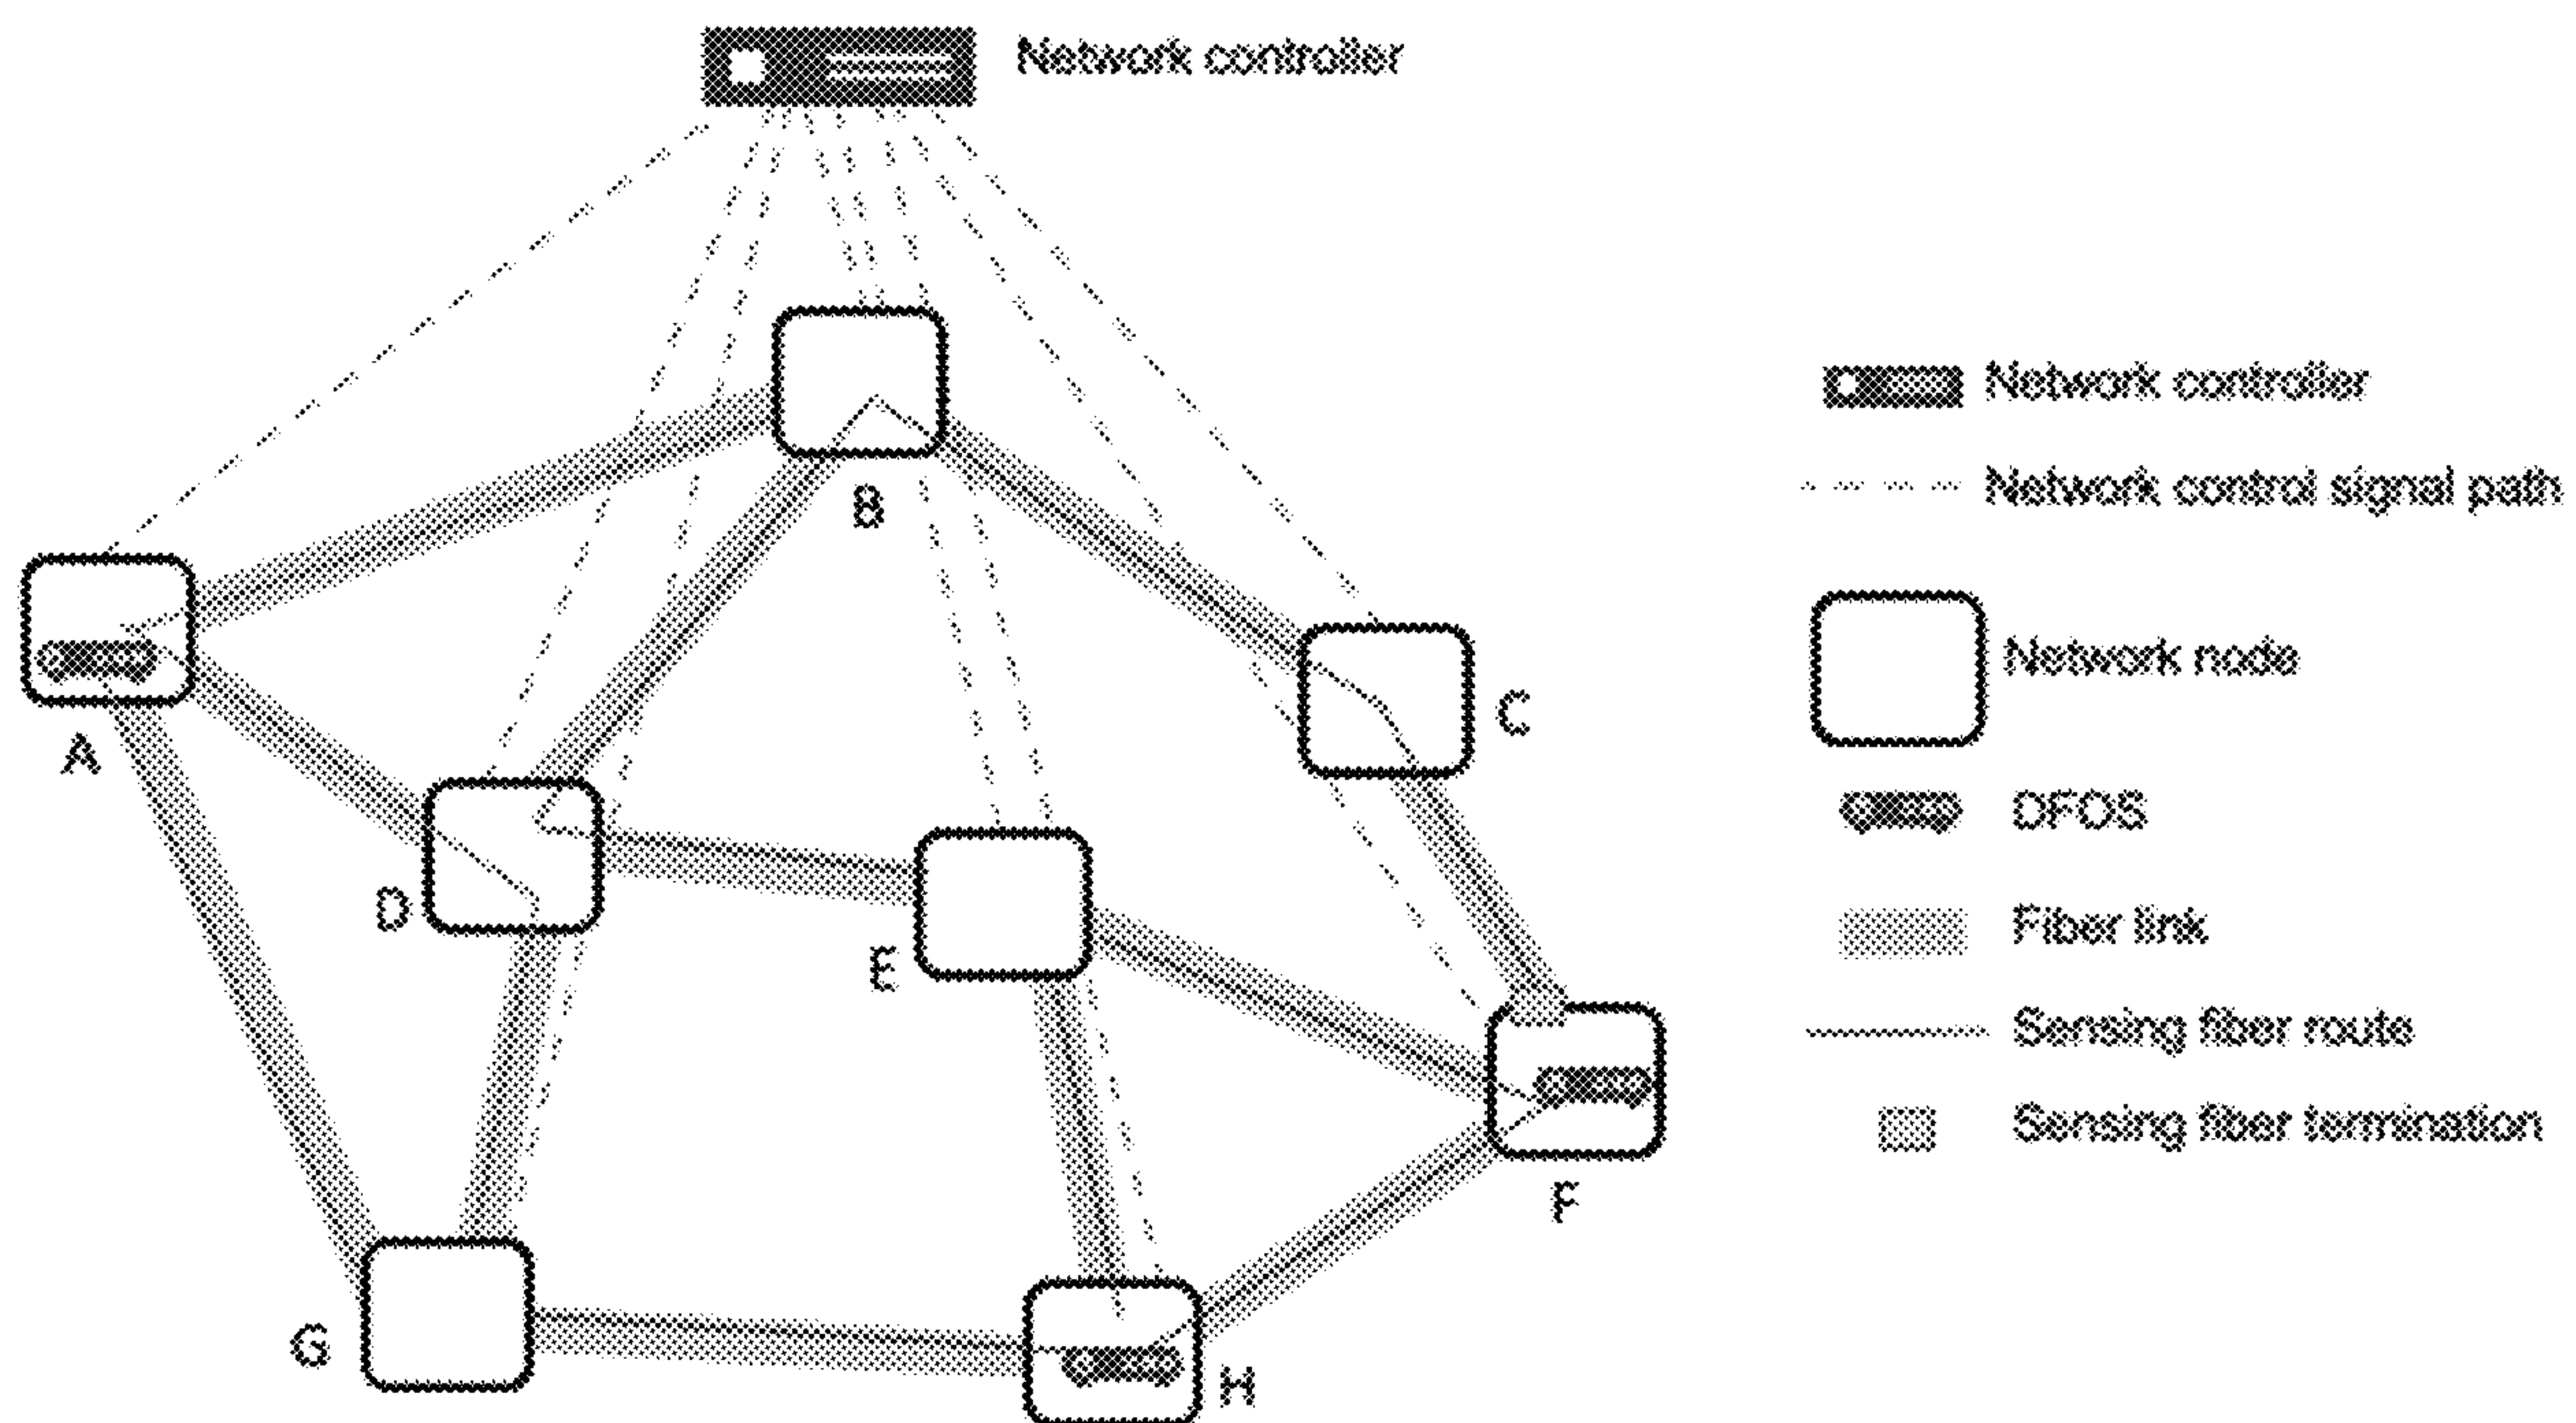 Network controller
B
A
C
D
E
F
G
H
Network controller
Network control signal path
Network node
DFOS
Fiber link
Sensing fiber route
Sensing fiber termination